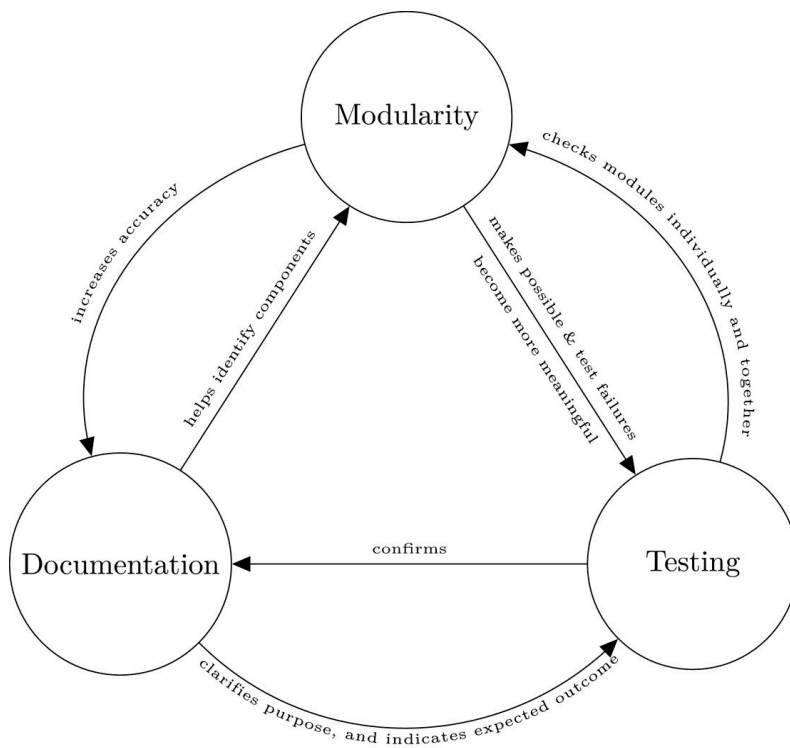 Modularity
checks modules individually and together
increases accuracy
helps identify components
makes possible & test failures
become more meaningful
confirms
Documentation
Testing
clarifies purpose, and indicates expected outcome